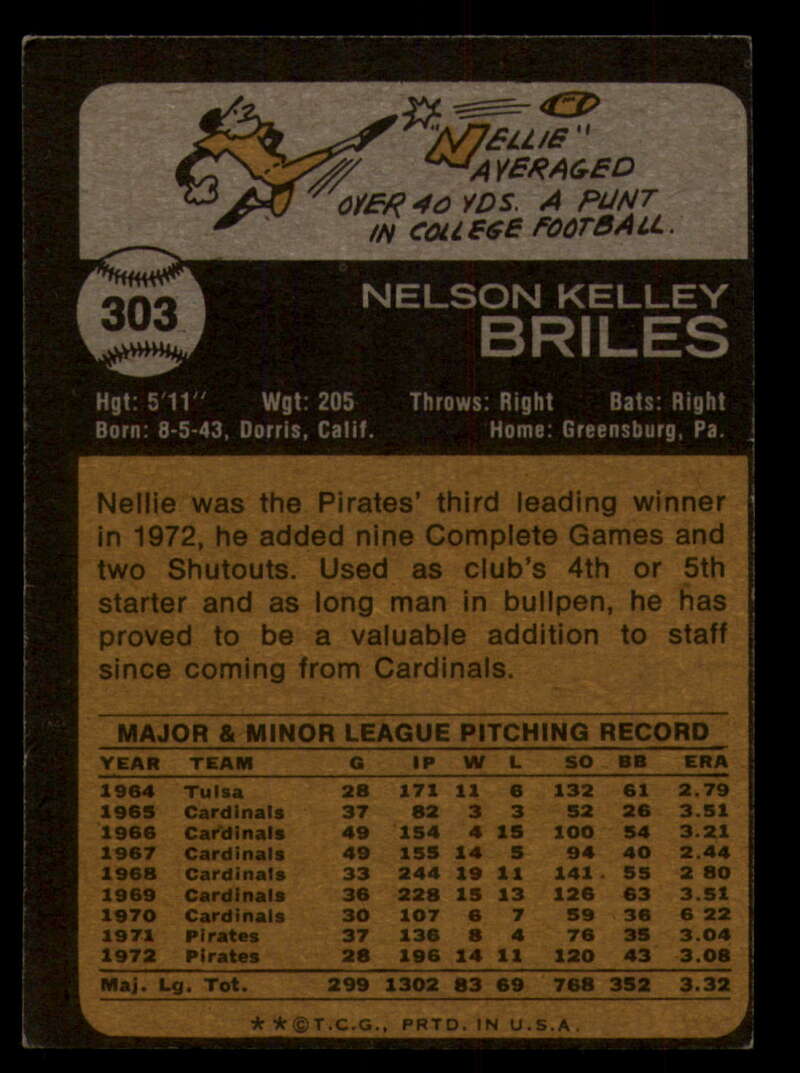 "NELLIE"
AVERAGED
OVER 40 YDS. A PUNT
IN COLLEGE FOOTBALL.
303
NELSON KELLEY
BRILES
Hgt: 5'11" Wgt: 205 Throws: Right Bats: Right
Born: 8-5-43, Dorris, Calif. Home: Greensburg, Pa.
Nellie was the Pirates' third leading winner
in 1972, he added nine Complete Games and
two Shutouts. Used as club's 4th or 5th
starter and as long man in bullpen, he has
proved to be a valuable addition to staff
since coming from Cardinals.
MAJOR & MINOR LEAGUE PITCHING RECORD
YEAR TEAM G IP W L SO BB ERA
1964 Tulsa 28 171 11 6 132 61 2.79
1965 Cardinals 37 82 3 3 52 26 3.51
1966 Cardinals 49 154 4 15 100 54 3.21
1967 Cardinals 49 155 14 5 94 40 2.44
1968 Cardinals 33 244 19 11 141 55 2 80
1969 Cardinals 36 228 15 13 126 63 3.51
1970 Cardinals 30 107 6 7 59 36 6 22
1971 Pirates 37 136 8 4 76 35 3.04
1972 Pirates 28 196 14 11 120 43 3.08
Maj. Lg. Tot. 299 1302 83 69 768 352 3.32
**©T.C.G., PRTD. IN U.S.A.